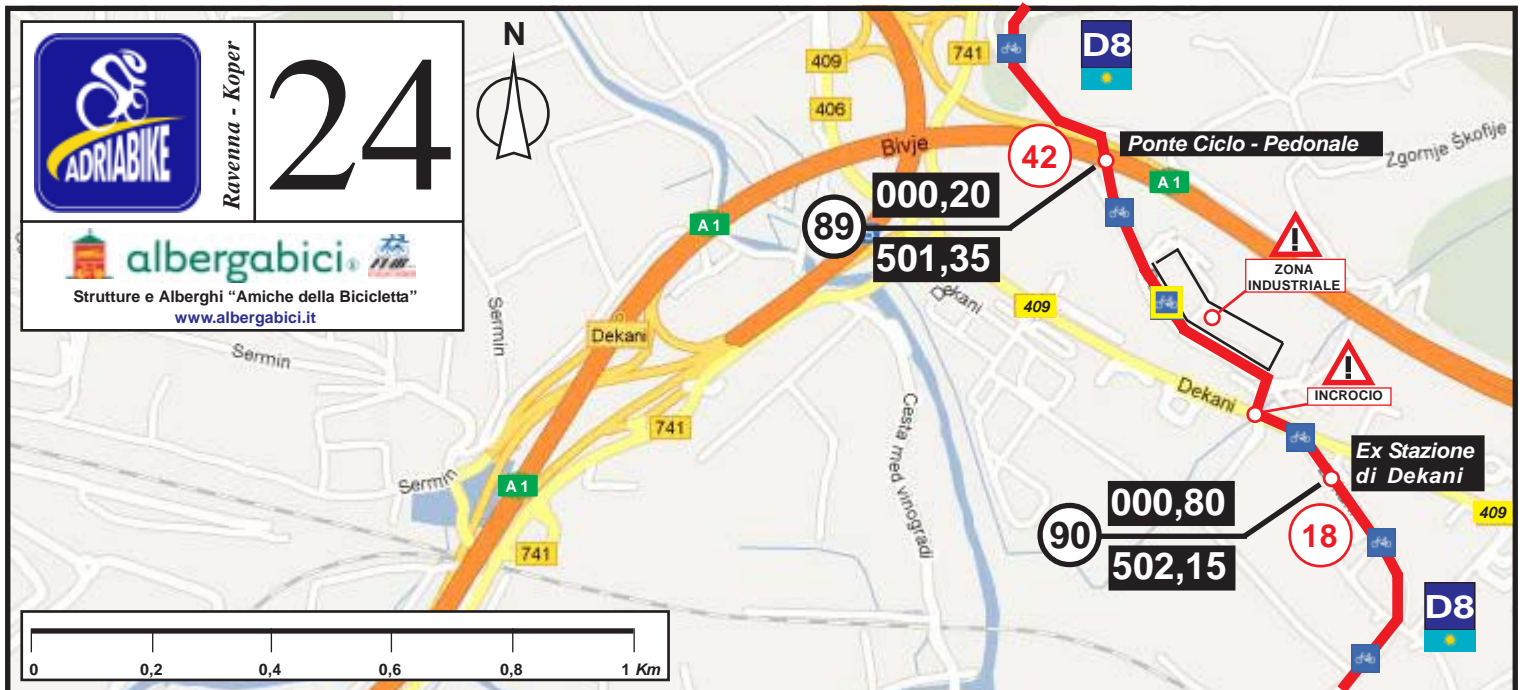 ADRIABIKE
Ravenna - Koper
24
albergabici
Strutture e Alberghi “Amiche della Bicicletta”
www.albergabici.it
N
409
406
741
D8
Bivje
42
Ponte Ciclo - Pedonale
Zgornje Škofije
A 1
A 1
89
000,20
501,35
ZONA
INDUSTRIALE
Dekani
409
Sermin
Dekani
Sermin
Dekani
INCROCIO
741
Cesta med vinogradi
Ex Stazione
di Dekani
Sermin
A 1
90
000,80
502,15
18
409
741
D8
0
0,2
0,4
0,6
0,8
1 Km